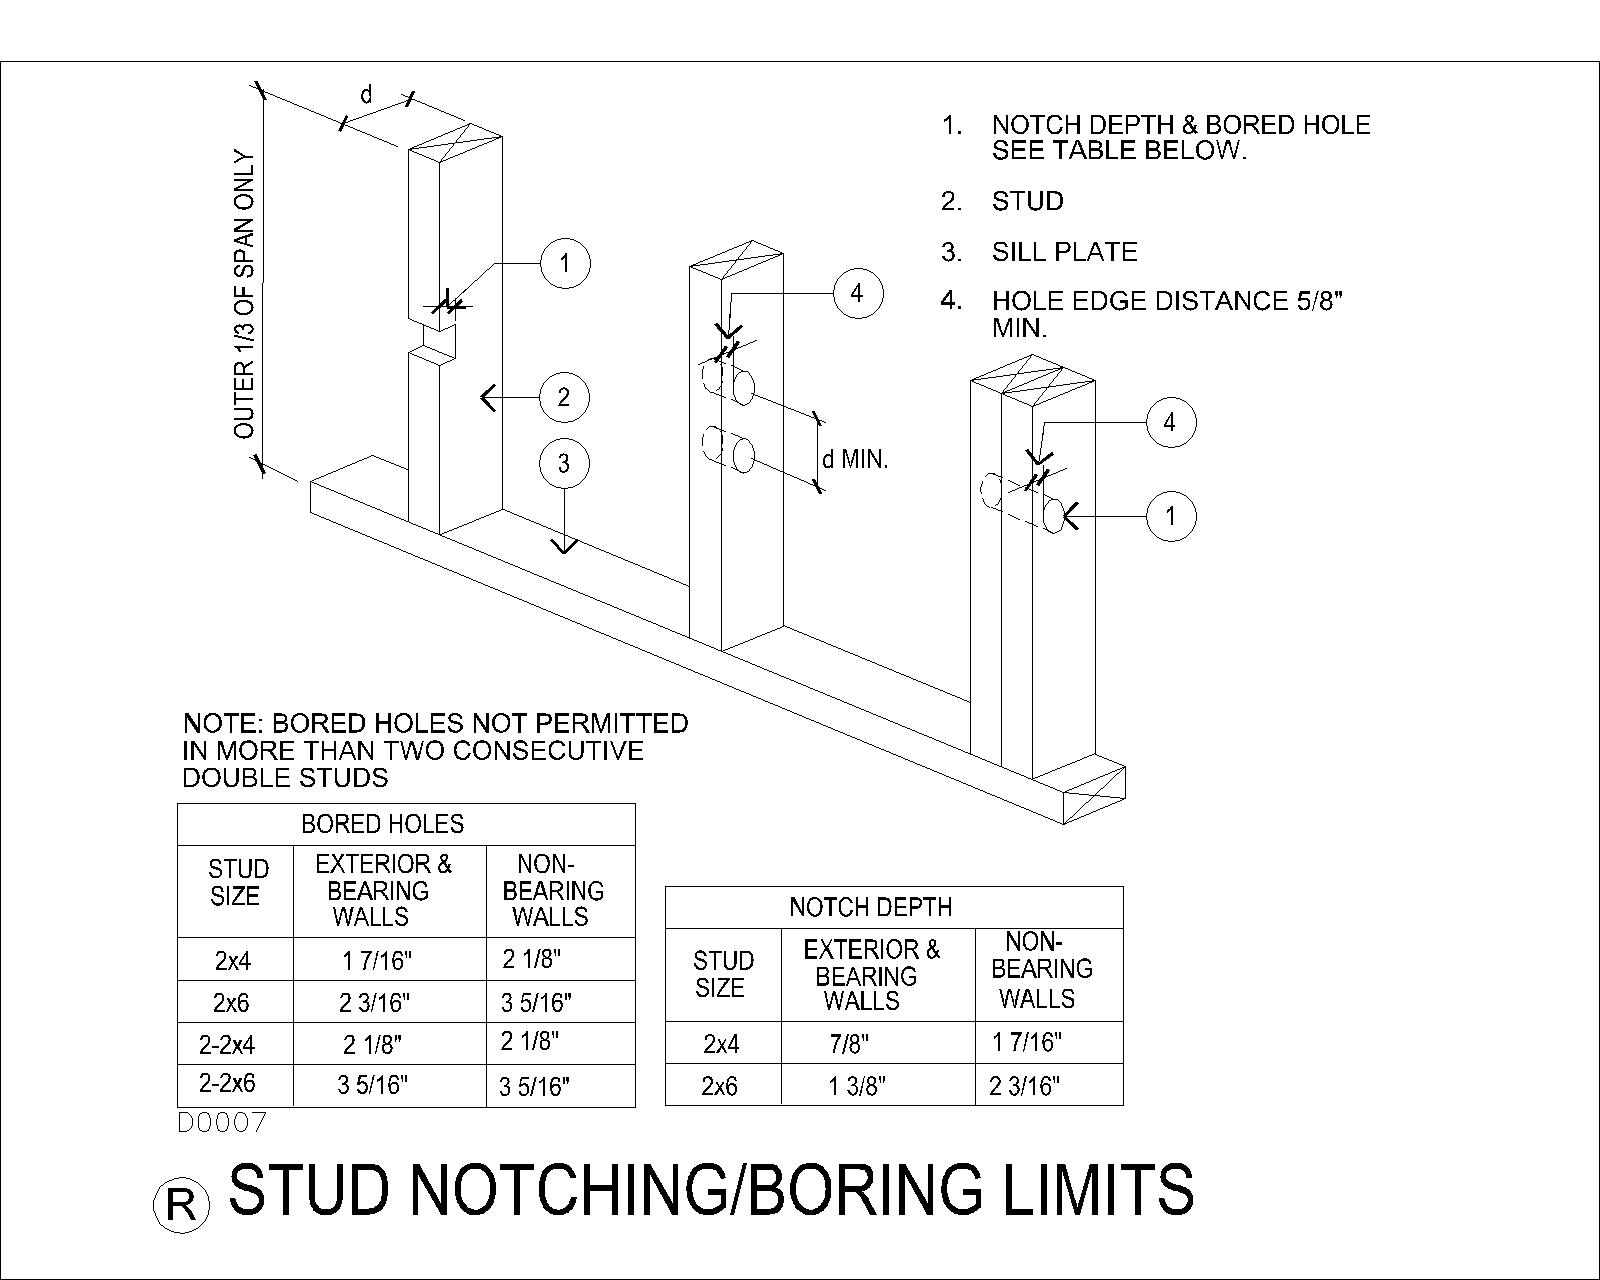 d
OUTER 1/3 OF SPAN ONLY
1
2
3
4
d MIN.
4
1
1. NOTCH DEPTH & BORED HOLE
SEE TABLE BELOW.
2. STUD
3. SILL PLATE
4. HOLE EDGE DISTANCE 5/8"
MIN.
NOTE: BORED HOLES NOT PERMITTED
IN MORE THAN TWO CONSECUTIVE
DOUBLE STUDS
BORED HOLES
STUD SIZE EXTERIOR & BEARING WALLS NON-BEARING WALLS
2x4 1 7/16" 2 1/8"
2x6 2 3/16" 3 5/16"
2-2x4 2 1/8" 2 1/8"
2-2x6 3 5/16" 3 5/16"
NOTCH DEPTH
STUD SIZE EXTERIOR & BEARING WALLS NON-BEARING WALLS
2x4 7/8" 1 7/16"
2x6 1 3/8" 2 3/16"
D0007
R STUD NOTCHING/BORING LIMITS